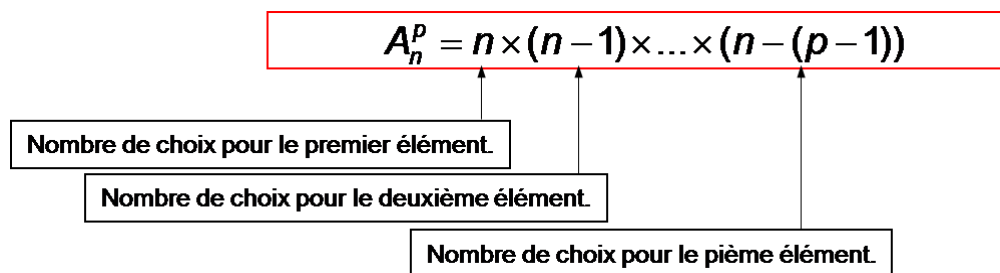 Aₙᵖ = n × (n − 1) × ... × (n − (p − 1))
Nombre de choix pour le premier élément.
Nombre de choix pour le deuxième élément.
Nombre de choix pour le pième élément.